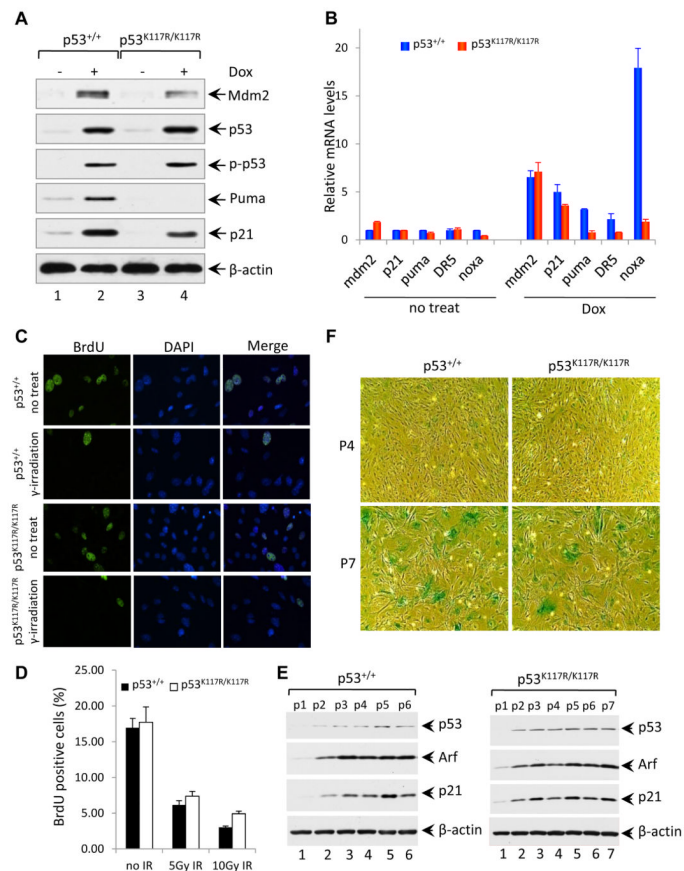 A
p53+/+ p53K117R/K117R
- + - + Dox
Mdm2
p53
p-p53
Puma
p21
β-actin
1 2 3 4
B
p53+/+ p53K117R/K117R
Relative mRNA levels
20
15
10
5
0
mdm2 p21 puma DR5 noxa mdm2 p21 puma DR5 noxa
no treat Dox
C
BrdU DAPI Merge
p53+/+ no treat
p53+/+ γ-irradiation
p53K117R/K117R no treat
p53K117R/K117R γ-irradiation
F
p53+/+ p53K117R/K117R
P4
P7
D
p53+/+ p53K117R/K117R
BrdU positive cells (%)
25.00
20.00
15.00
10.00
5.00
0.00
no IR 5Gy IR 10Gy IR
E
p53+/+
p1 p2 p3 p4 p5 p6
p53
Arf
p21
β-actin
1 2 3 4 5 6
p53K117R/K117R
p1 p2 p3 p4 p5 p6 p7
p53
Arf
p21
β-actin
1 2 3 4 5 6 7